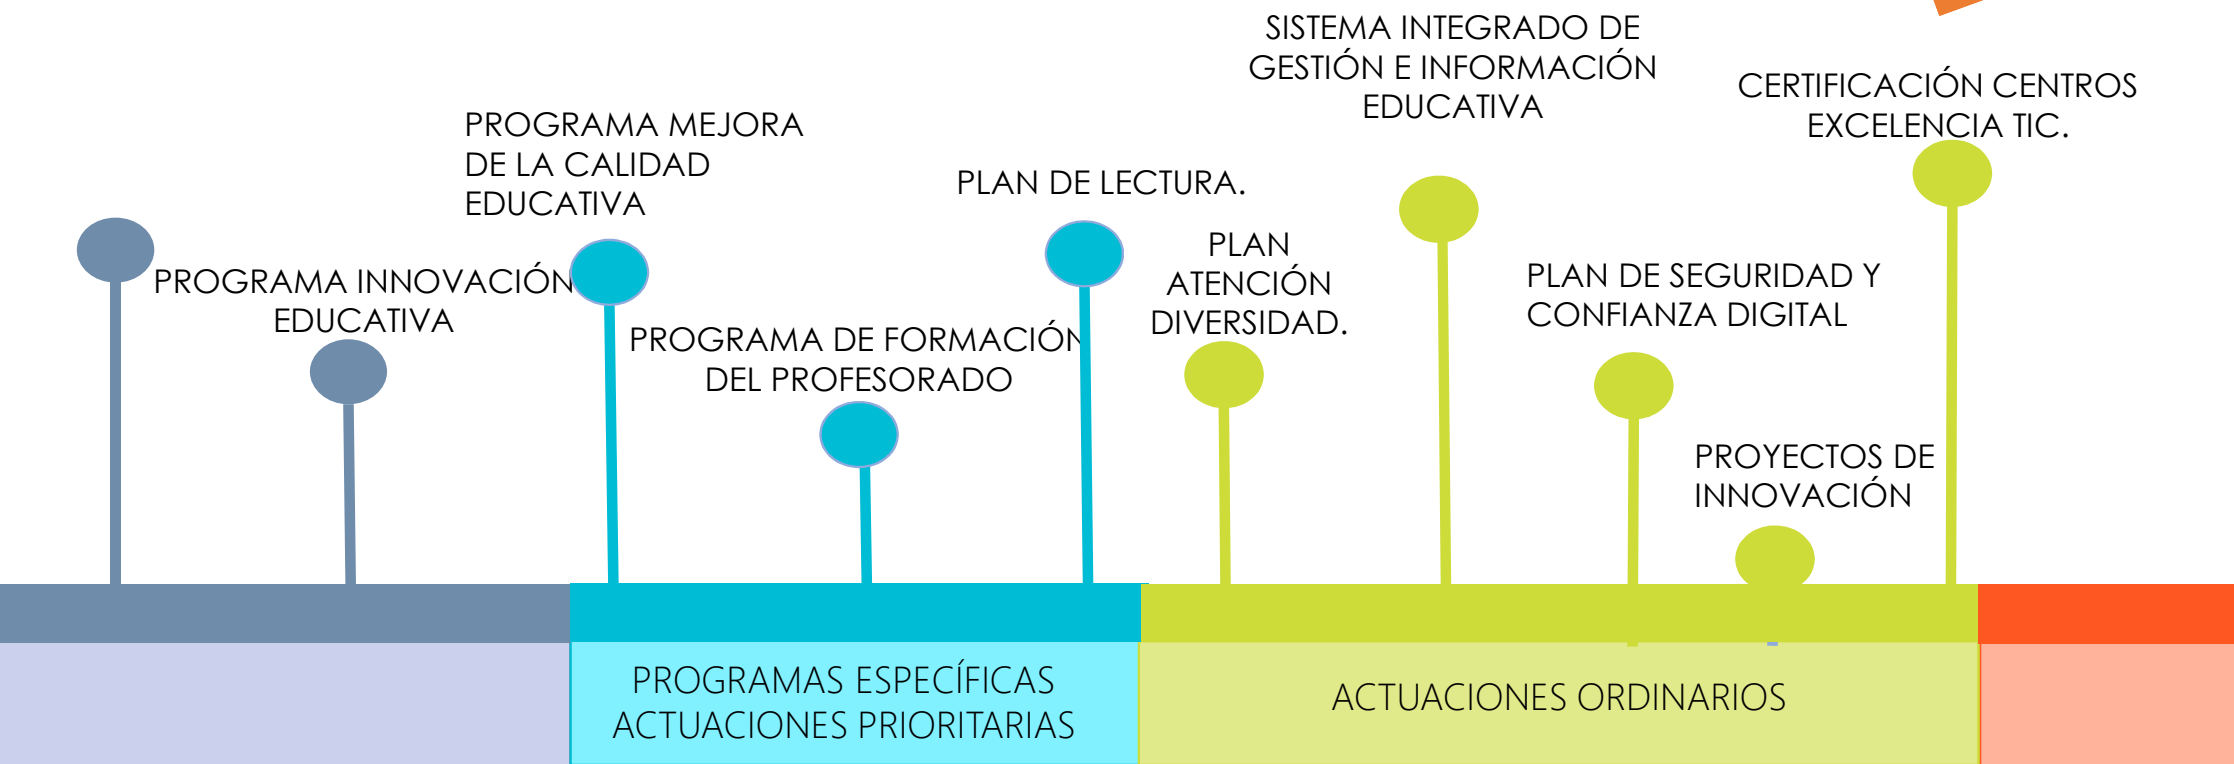 SISTEMA INTEGRADO DE
GESTIÓN E INFORMACIÓN
EDUCATIVA
CERTIFICACIÓN CENTROS
EXCELENCIA TIC.
PROGRAMA MEJORA
DE LA CALIDAD
EDUCATIVA
PLAN DE LECTURA.
PLAN
ATENCIÓN
DIVERSIDAD.
PROGRAMA INNOVACIÓN
EDUCATIVA
PLAN DE SEGURIDAD Y
CONFIANZA DIGITAL
PROGRAMA DE FORMACIÓN
DEL PROFESORADO
PROYECTOS DE
INNOVACIÓN
PROGRAMAS ESPECÍFICAS
ACTUACIONES PRIORITARIAS
ACTUACIONES ORDINARIOS